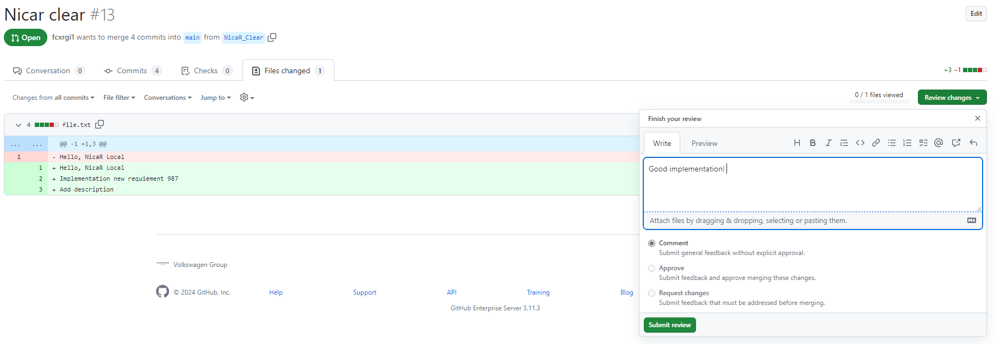 Nicar clear #13
Edit
Open
fcxrgi1 wants to merge 4 commits into main from NicaR_Clear
Conversation 0
Commits 4
Checks 0
Files changed 1
+3 −1
Changes from all commits
File filter
Conversations
Jump to
0 / 1 files viewed
Review changes
4 file.txt
... ... @@ -1 +1,3 @@
1 - Hello, NicaR Local
1 + Hello, NicaR Local
2 + Implementation new requiement 987
3 + Add description
Finish your review
Write
Preview
Good implementation!
Attach files by dragging & dropping, selecting or pasting them.
Comment
Submit general feedback without explicit approval.
Approve
Submit feedback and approve merging these changes.
Request changes
Submit feedback that must be addressed before merging.
Submit review
Volkswagen Group
© 2024 GitHub, Inc.
Help
Support
API
Training
Blog
GitHub Enterprise Server 3.11.3